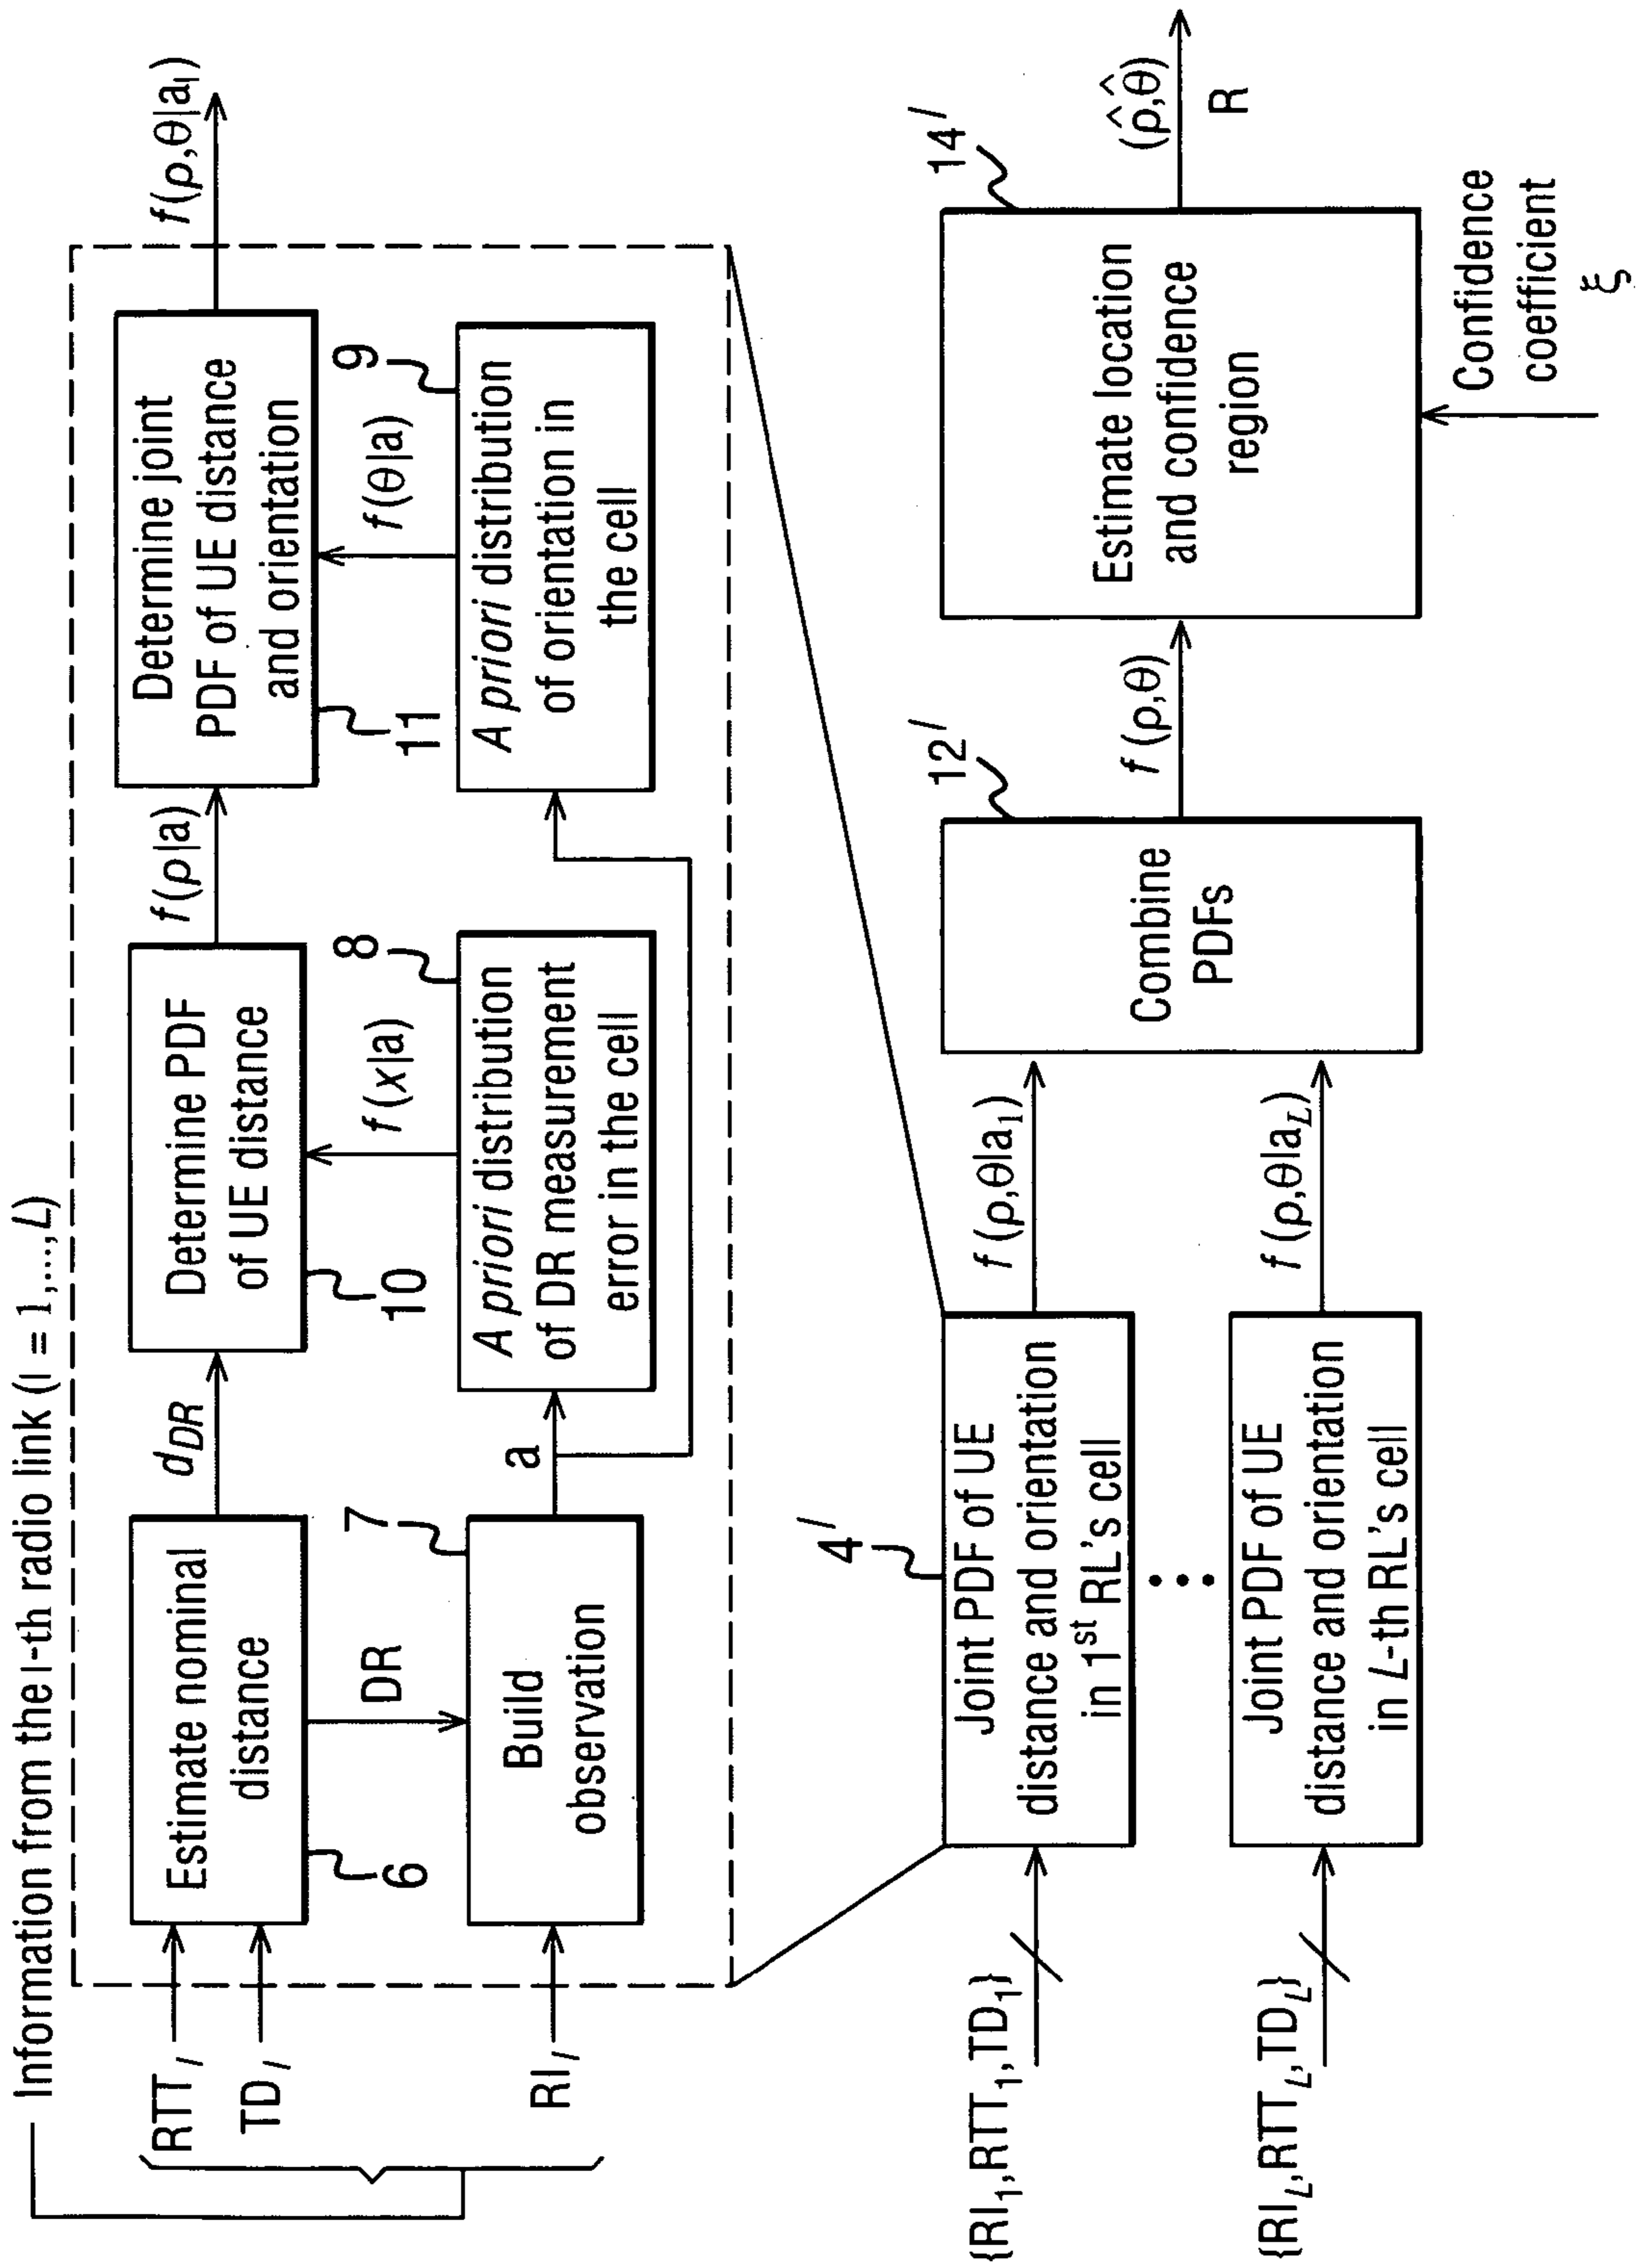 Information from the l-th radio link (l = 1,...,L)
RTT_l
TD_l
RI_l
Estimate nominal
distance
6
d_DR
DR
7
Build
observation
a
Determine PDF
of UE distance
10
f(x|a)
8
A priori distribution
of DR measurement
error in the cell
f(ρ|a)
Determine joint
PDF of UE distance
and orientation
11
f(θ|a)
9
A priori distribution
of orientation in
the cell
f(ρ,θ|a_l)
{RI_1,RTT_1,TD_1}
4'
Joint PDF of UE
distance and orientation
in 1st RL's cell
f(ρ,θ|a_1)
{RI_L,RTT_L,TD_L}
Joint PDF of UE
distance and orientation
in L-th RL's cell
f(ρ,θ|a_L)
12'
Combine
PDFs
f(ρ,θ)
14'
Estimate location
and confidence
region
(ρ̂,θ̂)
R
Confidence
coefficient
ξ